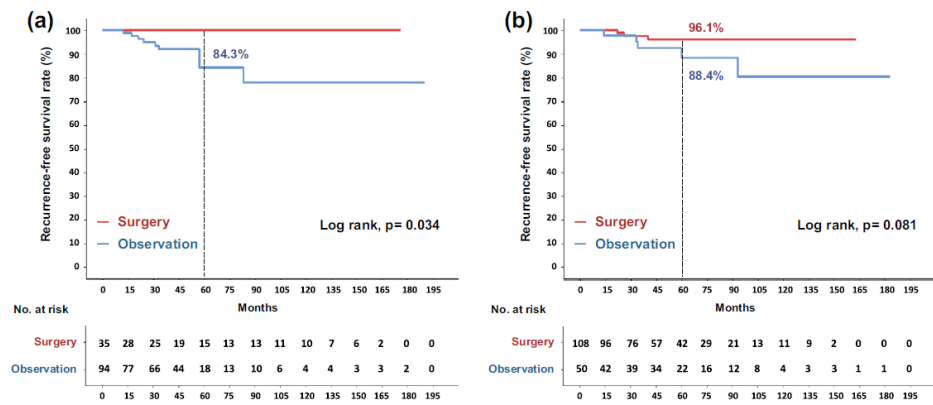 (a)
Recurrence-free survival rate (%)
100
90
80
70
60
50
40
30
20
10
0
84.3%
Surgery
Observation
Log rank, p= 0.034
0 15 30 45 60 75 90 105 120 135 150 165 180 195
Months
No. at risk
Surgery 35 28 25 19 15 13 13 11 10 7 6 2 0 0
Observation 94 77 66 44 18 13 10 6 4 4 3 3 2 0
0 15 30 45 60 75 90 105 120 135 150 165 180 195
(b)
Recurrence-free survival rate (%)
100
90
80
70
60
50
40
30
20
10
0
96.1%
88.4%
Surgery
Observation
Log rank, p= 0.081
0 15 30 45 60 75 90 105 120 135 150 165 180 195
Months
No. at risk
Surgery 108 96 76 57 42 29 21 13 11 9 2 0 0 0
Observation 50 42 39 34 22 16 12 8 4 3 3 1 1 0
0 15 30 45 60 75 90 105 120 135 150 165 180 195